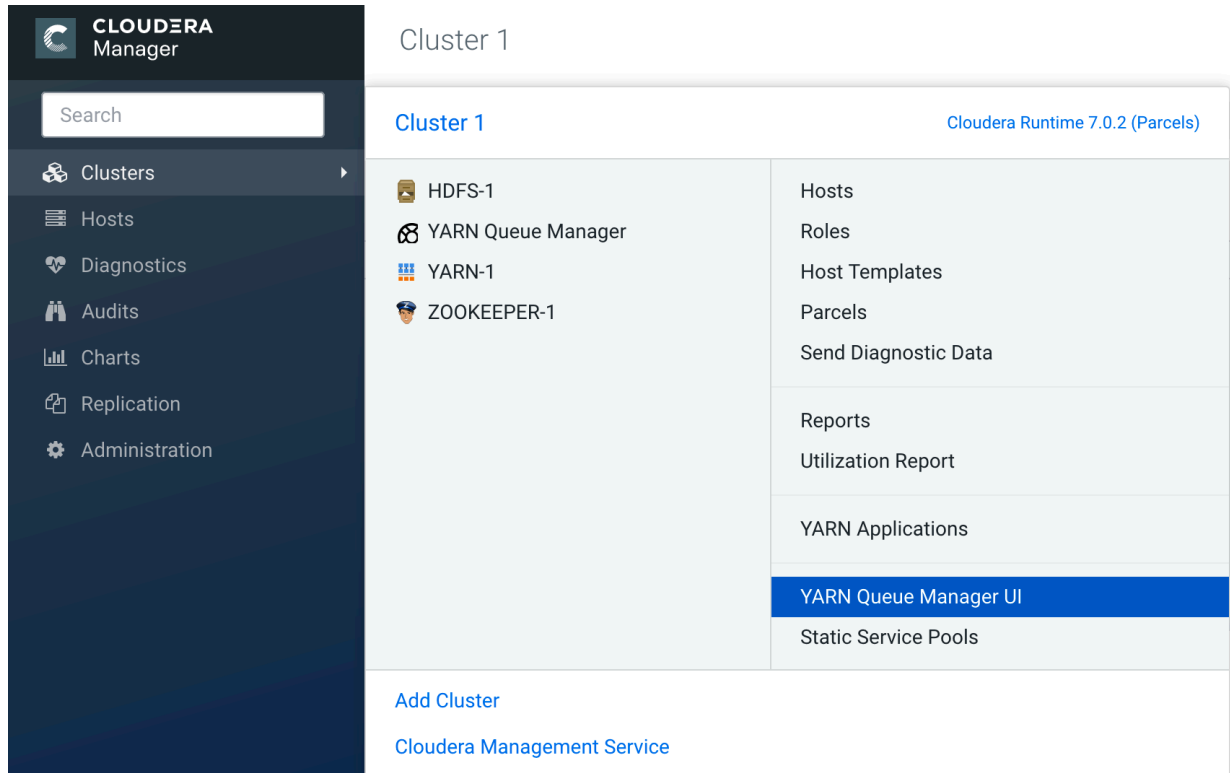 CLOUDERA
Manager
Search
Clusters
Hosts
Diagnostics
Audits
Charts
Replication
Administration
Cluster 1
Cluster 1
Cloudera Runtime 7.0.2 (Parcels)
HDFS-1
YARN Queue Manager
YARN-1
ZOOKEEPER-1
Hosts
Roles
Host Templates
Parcels
Send Diagnostic Data
Reports
Utilization Report
YARN Applications
YARN Queue Manager UI
Static Service Pools
Add Cluster
Cloudera Management Service